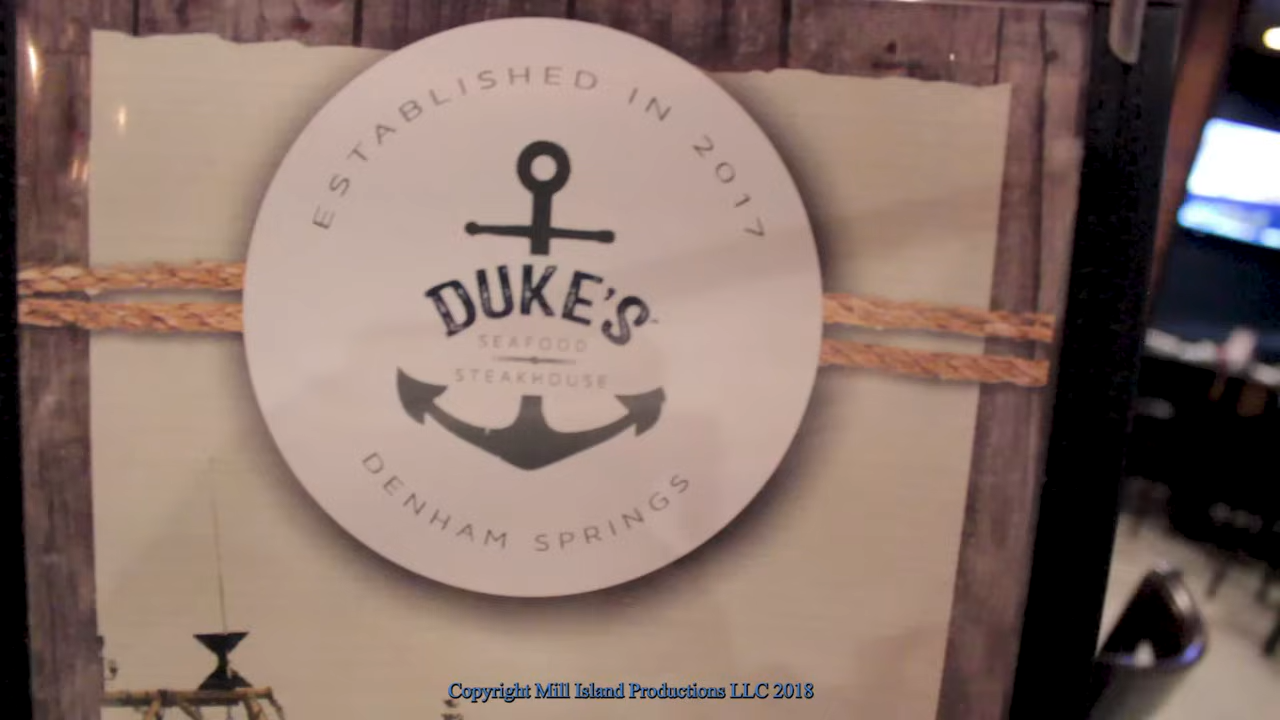 ESTABLISHED IN 2017
DUKE'S
SEAFOOD
STEAKHOUSE
DENHAM SPRINGS
Copyright Mill Island Productions LLC 2018